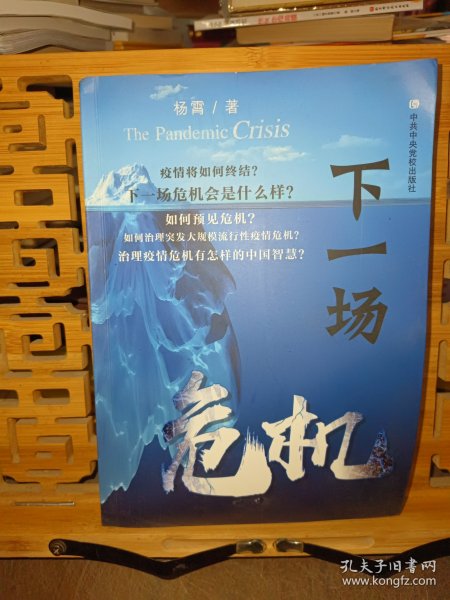 杨霄 / 著
The Pandemic Crisis
中共中央党校出版社
疫情将如何终结？
下一场危机会是什么样？
如何预见危机？
如何治理突发大规模流行性疫情危机？
治理疫情危机有怎样的中国智慧？
下一场
危机
孔夫子旧书网
www.kongfz.com